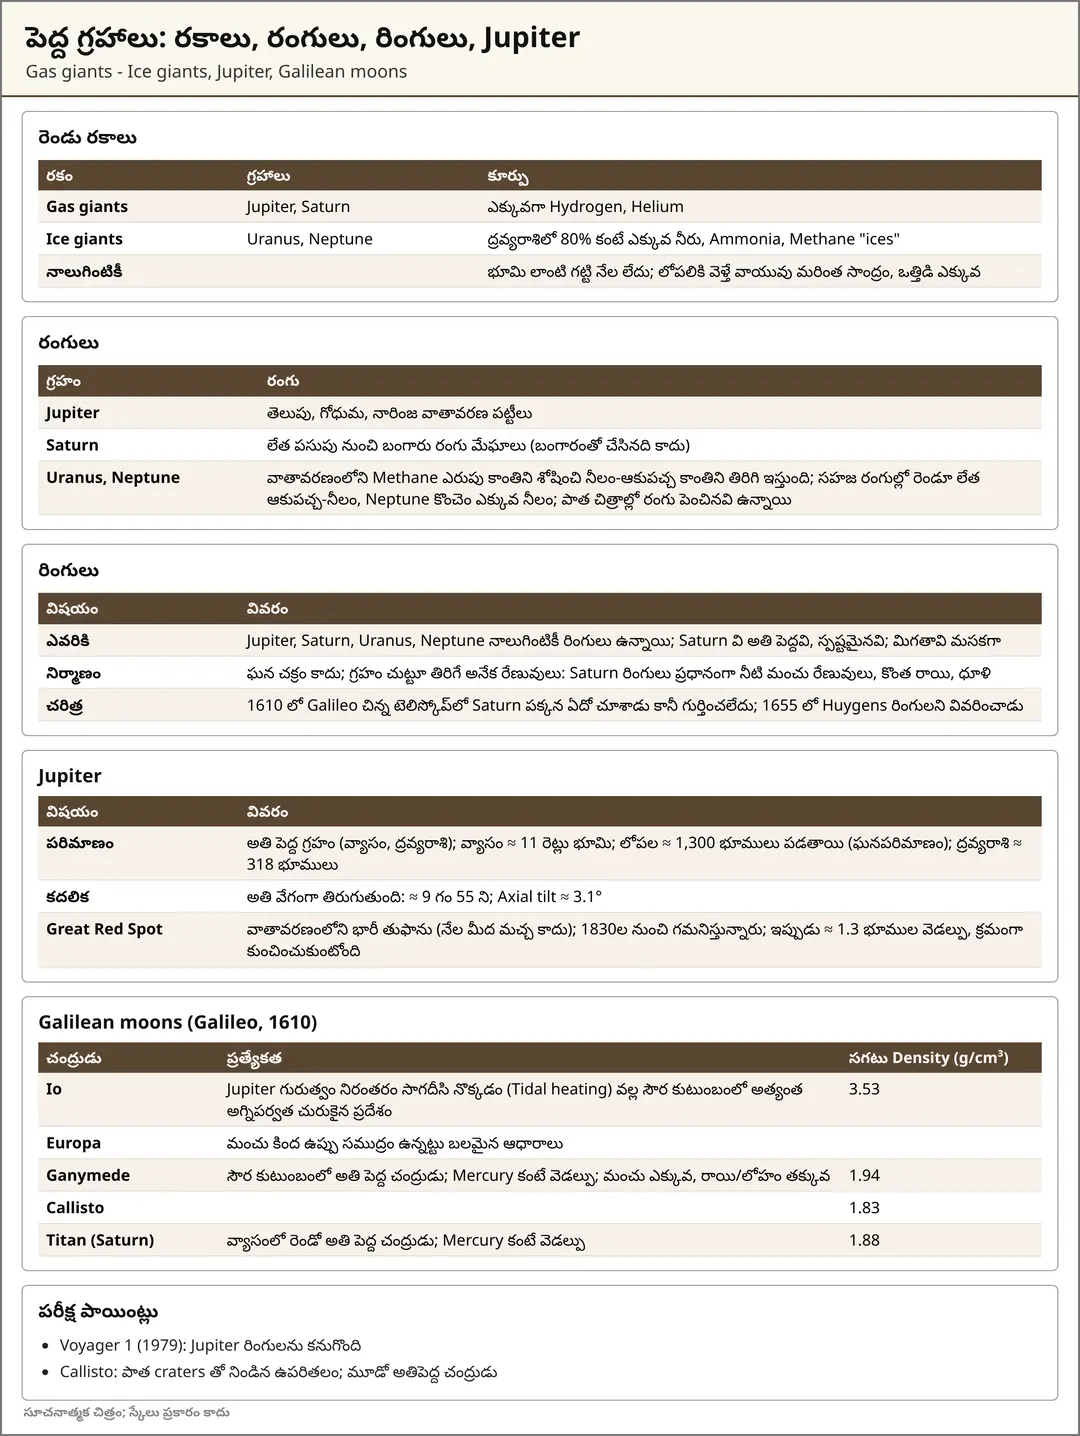 పెద్ద గ్రహాలు: రకాలు, రంగులు, రింగులు, Jupiter
Gas giants - Ice giants, Jupiter, Galilean moons
రెండు రకాలు
రకం గ్రహాలు కూర్పు
Gas giants Jupiter, Saturn ఎక్కువగా Hydrogen, Helium
Ice giants Uranus, Neptune ద్రవ్యరాశిలో 80% కంటే ఎక్కువ నీరు, Ammonia, Methane "ices"
నాలుగింటికీ భూమి లాంటి గట్టి నేల లేదు; లోపలికి వెళ్తే వాయువు మరింత సాంద్రం, ఒత్తిడి ఎక్కువ
రంగులు
గ్రహం రంగు
Jupiter తెలుపు, గోధుమ, నారింజ వాతావరణ పట్టీలు
Saturn లేత పసుపు నుంచి బంగారు రంగు మేఘాలు (బంగారంతో చేసినది కాదు)
Uranus, Neptune వాతావరణంలోని Methane ఎరుపు కాంతిని శోషించి నీలం-ఆకుపచ్చ కాంతిని తిరిగి ఇస్తుంది; సహజ రంగుల్లో రెండూ లేత
ఆకుపచ్చ-నీలం, Neptune కొంచెం ఎక్కువ నీలం; పాత చిత్రాల్లో రంగు పెంచినవి ఉన్నాయి
రింగులు
విషయం వివరం
ఎవరికి Jupiter, Saturn, Uranus, Neptune నాలుగింటికీ రింగులు ఉన్నాయి; Saturn వి అతి పెద్దవి, స్పష్టమైనవి; మిగతావి మసకగా
నిర్మాణం ఘన చక్రం కాదు; గ్రహం చుట్టూ తిరిగే అనేక రేణువులు: Saturn రింగులు ప్రధానంగా నీటి మంచు రేణువులు, కొంత రాయి, ధూళి
చరిత్ర 1610 లో Galileo చిన్న టెలిస్కోప్‌లో Saturn పక్కన ఏదో చూశాడు కానీ గుర్తించలేదు; 1655 లో Huygens రింగులని వివరించాడు
Jupiter
విషయం వివరం
పరిమాణం అతి పెద్ద గ్రహం (వ్యాసం, ద్రవ్యరాశి); వ్యాసం ≈ 11 రెట్లు భూమి; లోపల ≈ 1,300 భూములు పడతాయి (ఘనపరిమాణం); ద్రవ్యరాశి ≈
318 భూములు
కదలిక అతి వేగంగా తిరుగుతుంది: ≈ 9 గం 55 ని; Axial tilt ≈ 3.1°
Great Red Spot వాతావరణంలోని భారీ తుఫాను (నేల మీద మచ్చ కాదు); 1830ల నుంచి గమనిస్తున్నారు; ఇప్పుడు ≈ 1.3 భూముల వెడల్పు, క్రమంగా
కుంచించుకుంటోంది
Galilean moons (Galileo, 1610)
చంద్రుడు ప్రత్యేకత సగటు Density (g/cm³)
Io Jupiter గురుత్వం నిరంతరం సాగదీసి నొక్కడం (Tidal heating) వల్ల సౌర కుటుంబంలో అత్యంత 3.53
అగ్నిపర్వత చురుకైన ప్రదేశం
Europa మంచు కింద ఉప్పు సముద్రం ఉన్నట్టు బలమైన ఆధారాలు
Ganymede సౌర కుటుంబంలో అతి పెద్ద చంద్రుడు; Mercury కంటే వెడల్పు; మంచు ఎక్కువ, రాయి/లోహం తక్కువ 1.94
Callisto 1.83
Titan (Saturn) వ్యాసంలో రెండో అతి పెద్ద చంద్రుడు; Mercury కంటే వెడల్పు 1.88
పరీక్ష పాయింట్లు
• Voyager 1 (1979): Jupiter రింగులను కనుగొంది
• Callisto: పాత craters తో నిండిన ఉపరితలం; మూడో అతిపెద్ద చంద్రుడు
సూచనాత్మక చిత్రం; స్కేలు ప్రకారం కాదు